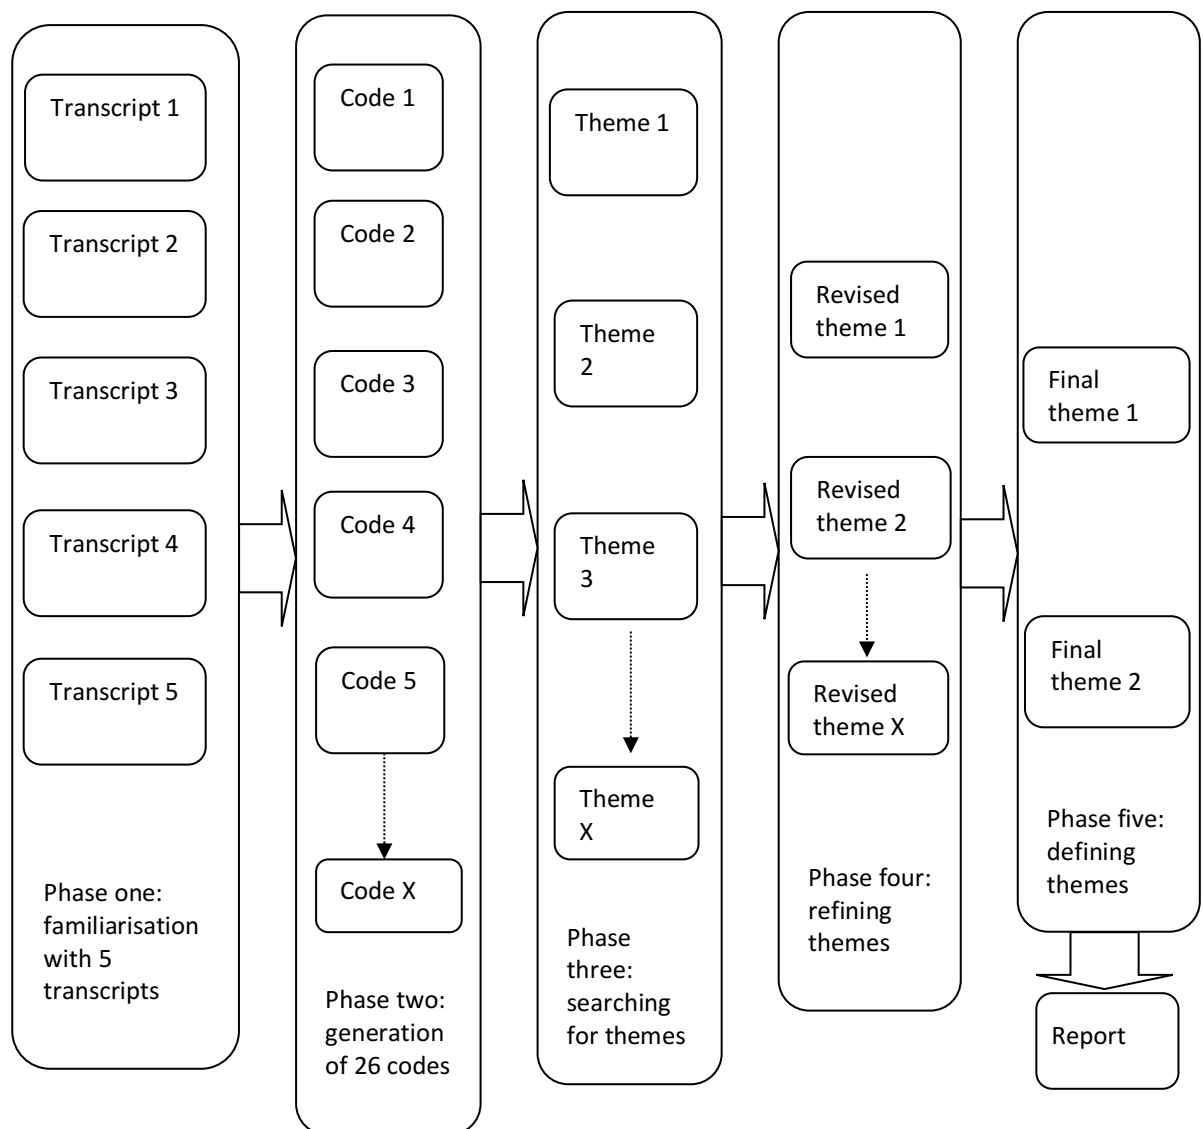 Transcript 1
Transcript 2
Transcript 3
Transcript 4
Transcript 5
Phase one:
familiarisation
with 5
transcripts
Code 1
Code 2
Code 3
Code 4
Code 5
Code X
Phase two:
generation
of 26 codes
Theme 1
Theme
2
Theme
3
Theme
X
Phase
three:
searching
for themes
Revised
theme 1
Revised
theme 2
Revised
theme X
Phase four:
refining
themes
Final
theme 1
Final
theme 2
Phase five:
defining
themes
Report